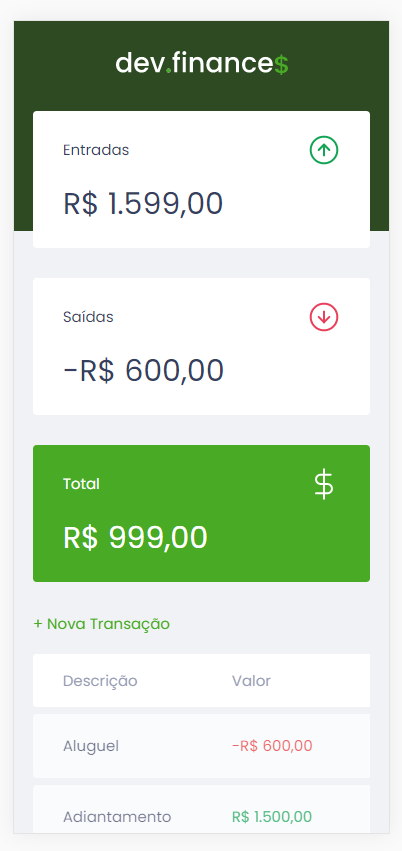 dev.finance$
Entradas
R$ 1.599,00
Saídas
-R$ 600,00
Total
$
R$ 999,00
+ Nova Transação
Descrição Valor
Aluguel -R$ 600,00
Adiantamento R$ 1.500,00